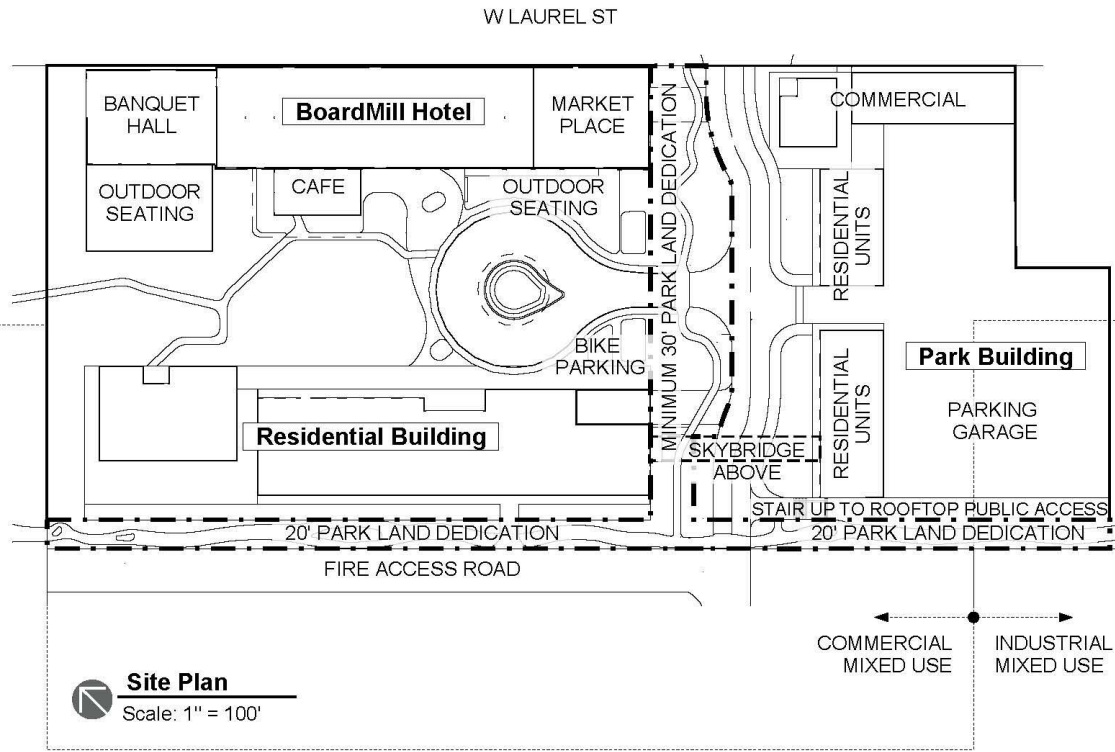 W LAUREL ST
BANQUET
HALL
BoardMill Hotel
MARKET
PLACE
COMMERCIAL
OUTDOOR
SEATING
CAFE
OUTDOOR
SEATING
MINIMUM 30' PARK LAND DEDICATION
RESIDENTIAL
UNITS
BIKE
PARKING
Park Building
PARKING
GARAGE
RESIDENTIAL
UNITS
Residential Building
SKYBRIDGE
ABOVE
STAIR UP TO ROOFTOP PUBLIC ACCESS
20' PARK LAND DEDICATION
20' PARK LAND DEDICATION
FIRE ACCESS ROAD
COMMERCIAL
MIXED USE
INDUSTRIAL
MIXED USE
Site Plan
Scale: 1" = 100'